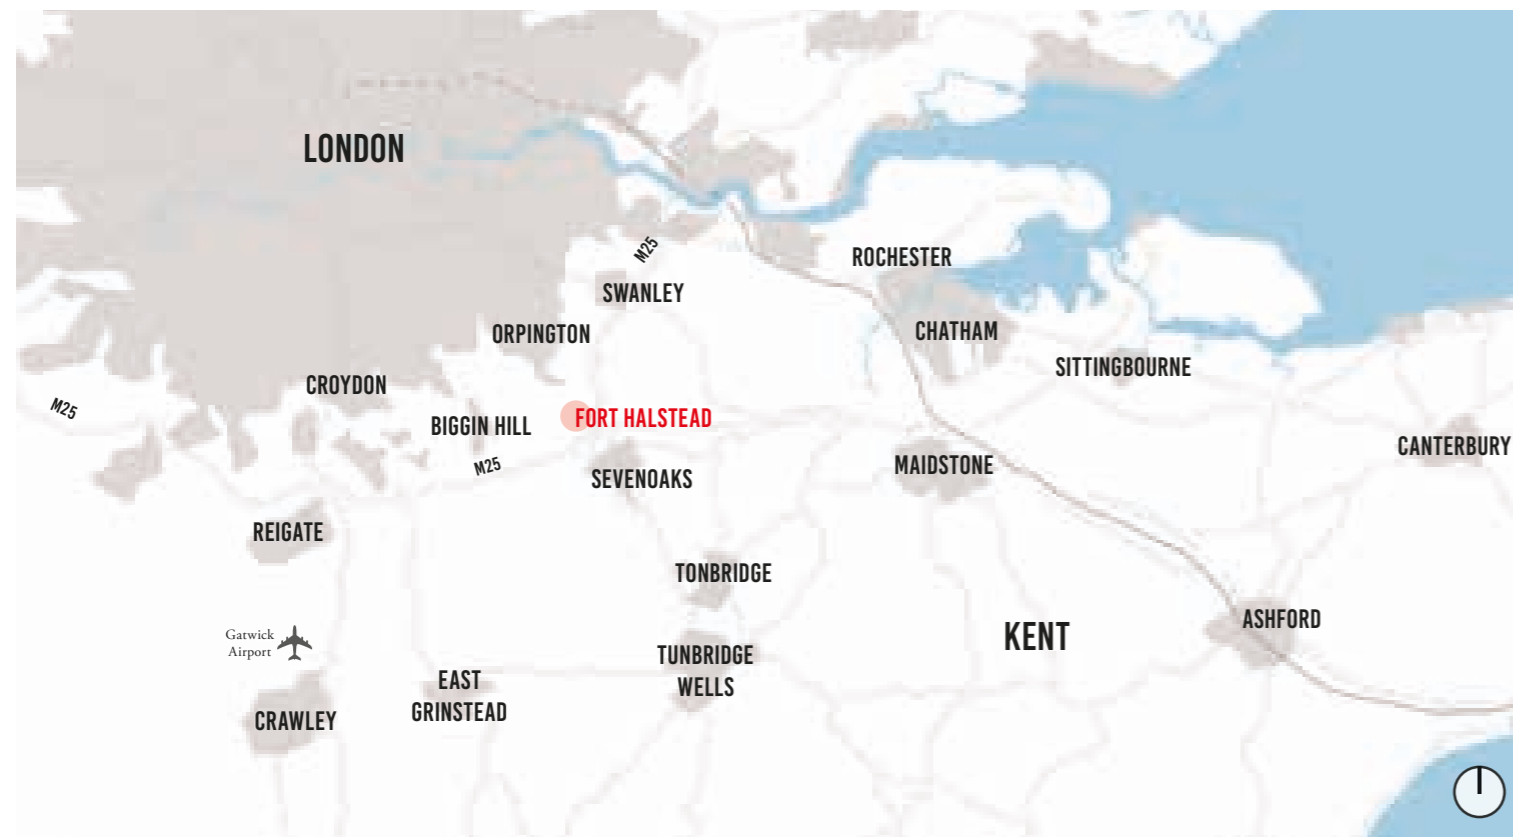 LONDON
M25
ROCHESTER
SWANLEY
ORPINGTON
CHATHAM
SITTINGBOURNE
CROYDON
M25
BIGGIN HILL
FORT HALSTEAD
CANTERBURY
M25
SEVENOAKS
MAIDSTONE
REIGATE
TONBRIDGE
ASHFORD
Gatwick
Airport
KENT
TUNBRIDGE
WELLS
EAST
GRINSTEAD
CRAWLEY